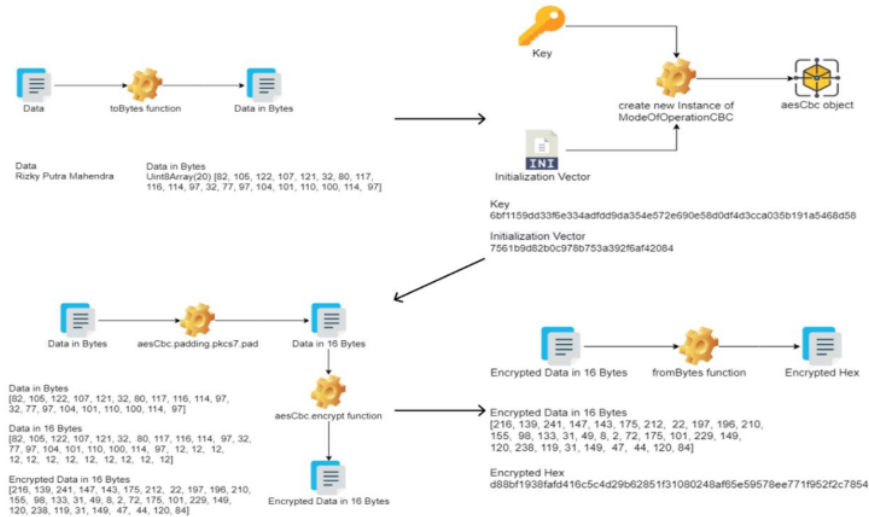 Data
toBytes function
Data in Bytes
Data
Rizky Putra Mahendra
Data in Bytes
Uint8Array(20) [82, 105, 122, 107, 121, 32, 80, 117,
116, 114, 97, 32, 77, 97, 104, 101, 110, 100, 114, 97]
Key
create new Instance of
ModeOfOperationCBC
aesCbc object
INI
Initialization Vector
Key
6bf1159dd33f6e334adfdd9da354e572e690e58d0df4d3cca035b191a5468d58
Initialization Vector
7561b9d82b0c978b753a392f6af42084
Data in Bytes
aesCbc.padding.pkcs7.pad
Data in 16 Bytes
Data in Bytes
[82, 105, 122, 107, 121, 32, 80, 117, 116, 114, 97,
32, 77, 97, 104, 101, 110, 100, 114, 97]
Data in 16 Bytes
[82, 105, 122, 107, 121, 32, 80, 117, 116, 114, 97, 32,
77, 97, 104, 101, 110, 100, 114, 97, 12, 12, 12,
12, 12, 12, 12, 12, 12, 12, 12, 12]
Encrypted Data in 16 Bytes
[216, 139, 241, 147, 143, 175, 212, 22, 197, 196, 210,
155, 98, 133, 31, 49, 8, 2, 72, 175, 101, 229, 149,
120, 238, 119, 31, 149, 47, 44, 120, 84]
aesCbc.encrypt function
Encrypted Data in 16 Bytes
Encrypted Data in 16 Bytes
fromBytes function
Encrypted Hex
Encrypted Data in 16 Bytes
[216, 139, 241, 147, 143, 175, 212, 22, 197, 196, 210,
155, 98, 133, 31, 49, 8, 2, 72, 175, 101, 229, 149,
120, 238, 119, 31, 149, 47, 44, 120, 84]
Encrypted Hex
d88bf1938fafd416c5c4d29b62851f31080248af65e59578ee771f952f2c7854